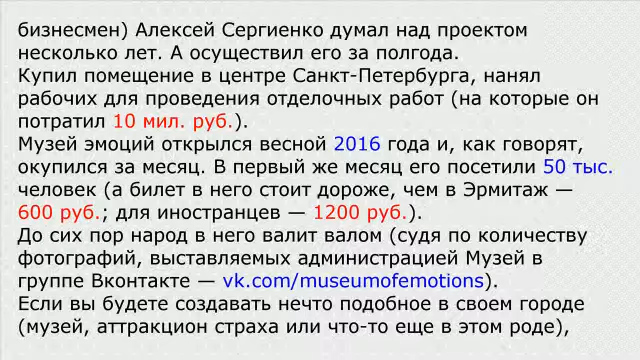 бизнесмен) Алексей Сергиенко думал над проектом
несколько лет. А осуществил его за полгода.
Купил помещение в центре Санкт-Петербурга, нанял
рабочих для проведения отделочных работ (на которые он
потратил 10 мил. руб.).
Музей эмоций открылся весной 2016 года и, как говорят,
окупился за месяц. В первый же месяц его посетили 50 тыс.
человек (а билет в него стоит дороже, чем в Эрмитаж —
600 руб.; для иностранцев — 1200 руб.).
До сих пор народ в него валит валом (судя по количеству
фотографий, выставляемых администрацией Музей в
группе Вконтакте — vk.com/museumofemotions).
Если вы будете создавать нечто подобное в своем городе
(музей, аттракцион страха или что-то еще в этом роде),